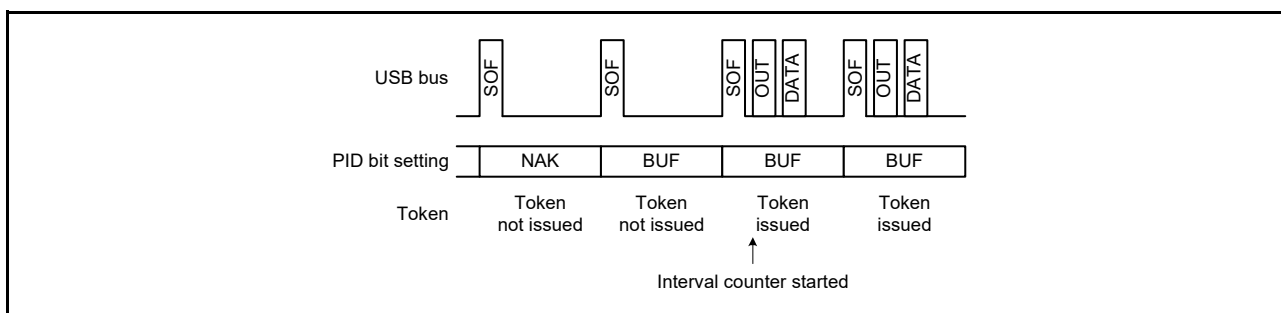 USB bus
SOF
SOF
SOF
OUT
DATA
SOF
OUT
DATA
PID bit setting
NAK
BUF
BUF
BUF
Token
Token
not issued
Token
not issued
Token
issued
Token
issued
Interval counter started